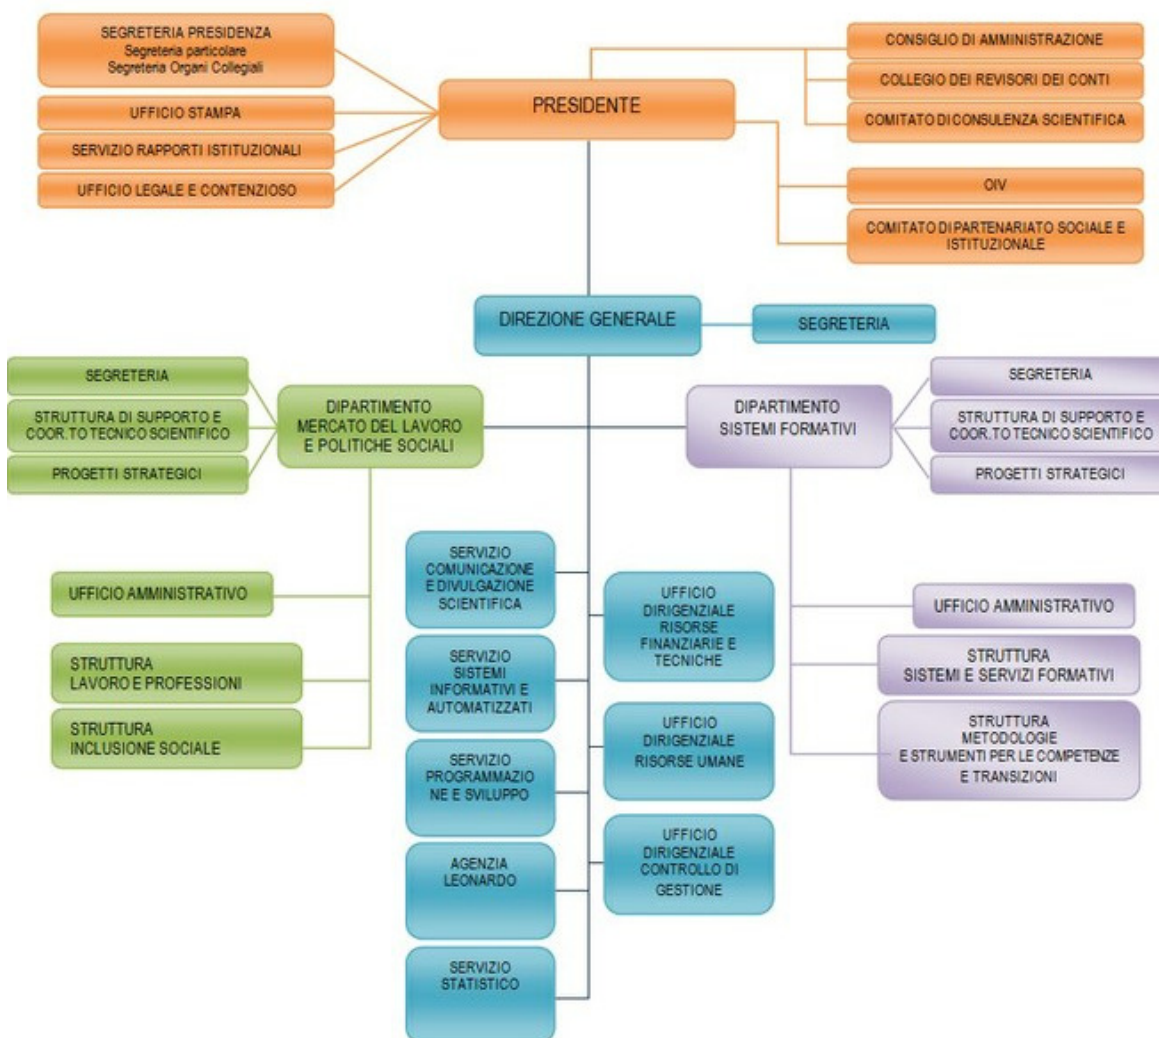 SEGRETERIA PRESIDENZA
Segreteria particolare
Segreteria Organi Collegiali
UFFICIO STAMPA
SERVIZIO RAPPORTI ISTITUZIONALI
UFFICIO LEGALE E CONTENZIOSO
PRESIDENTE
CONSIGLIO DI AMMINISTRAZIONE
COLLEGIO DEI REVISORI DEI CONTI
COMITATO DI CONSULENZA SCIENTIFICA
OIV
COMITATO DI PARTENARIATO SOCIALE E
ISTITUZIONALE
DIREZIONE GENERALE
SEGRETERIA
SEGRETERIA
STRUTTURA DI SUPPORTO E
COOR.TO TECNICO SCIENTIFICO
PROGETTI STRATEGICI
DIPARTIMENTO
MERCATO DEL LAVORO
E POLITICHE SOCIALI
DIPARTIMENTO
SISTEMI FORMATIVI
SEGRETERIA
STRUTTURA DI SUPPORTO E
COOR.TO TECNICO SCIENTIFICO
PROGETTI STRATEGICI
UFFICIO AMMINISTRATIVO
STRUTTURA
LAVORO E PROFESSIONI
STRUTTURA
INCLUSIONE SOCIALE
SERVIZIO
COMUNICAZIONE
E DIVULGAZIONE
SCIENTIFICA
SERVIZIO
SISTEMI
INFORMATIVI E
AUTOMATIZZATI
SERVIZIO
PROGRAMMAZIO
NE E SVILUPPO
AGENZIA
LEONARDO
SERVIZIO
STATISTICO
UFFICIO
DIRIGENZIALE
RISORSE
FINANZIARIE E
TECNICHE
UFFICIO
DIRIGENZIALE
RISORSE UMANE
UFFICIO
DIRIGENZIALE
CONTROLLO DI
GESTIONE
UFFICIO AMMINISTRATIVO
STRUTTURA
SISTEMI E SERVIZI FORMATIVI
STRUTTURA
METODOLOGIE
E STRUMENTI PER LE COMPETENZE
E TRANSIZIONI